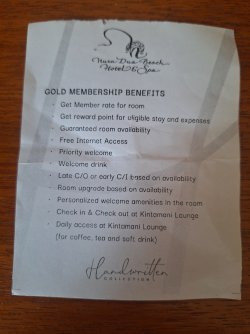 Nusa Dua Beach
Hotel & Spa
GOLD MEMBERSHIP BENEFITS
· Get Member rate for room
· Get reward point for uligible stay and expenses
· Guaranteed room availability
· Free Internet Access
· Priority welcome
· Welcome drink
· Late C/O or early C/I based on availability
· Room upgrade based on availability
· Personalized welcome amenities in the room
· Check in & Check out at Kintamani Lounge
· Daily access at Kintamani Lounge
(for coffee, tea and soft drink)
Handwritten
COLLECTION